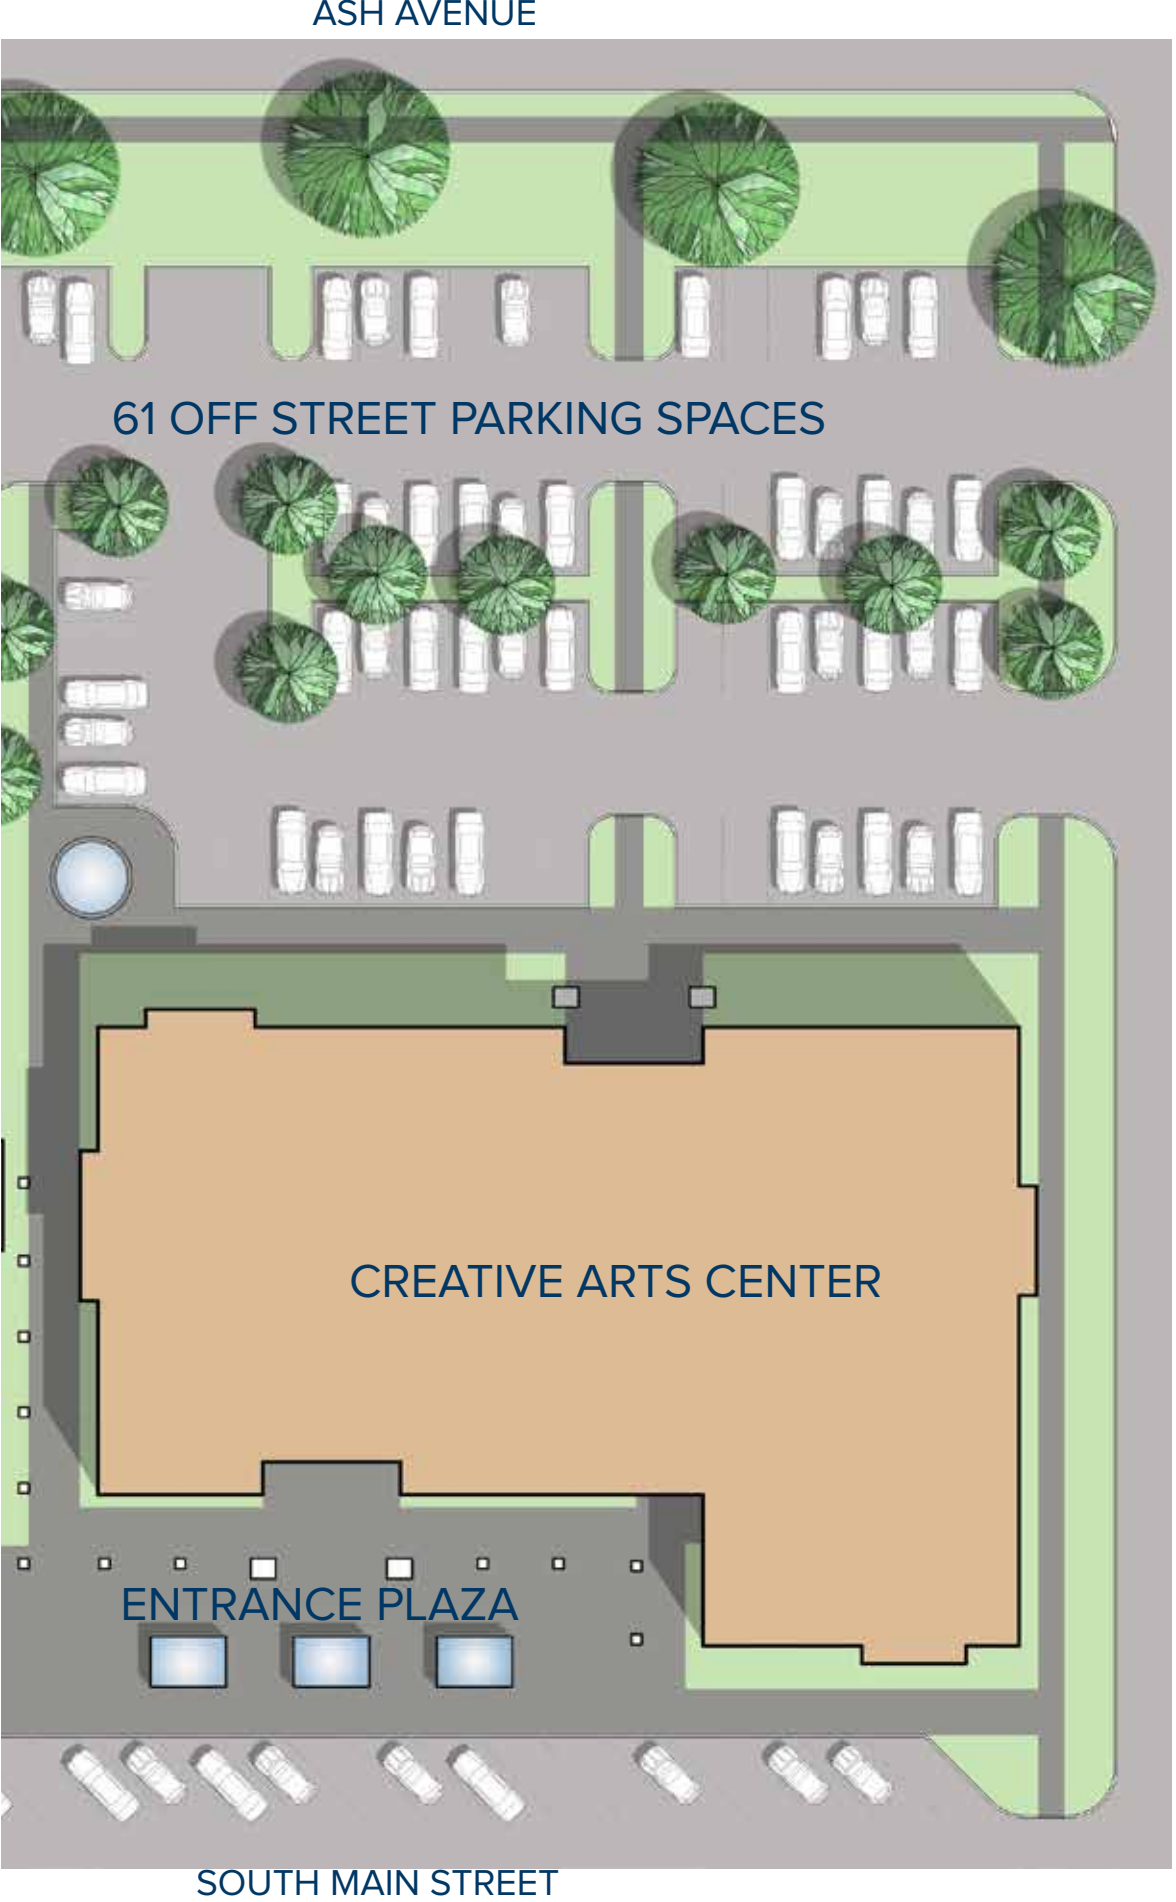 ASH AVENUE
61 OFF STREET PARKING SPACES
CREATIVE ARTS CENTER
ENTRANCE PLAZA
SOUTH MAIN STREET